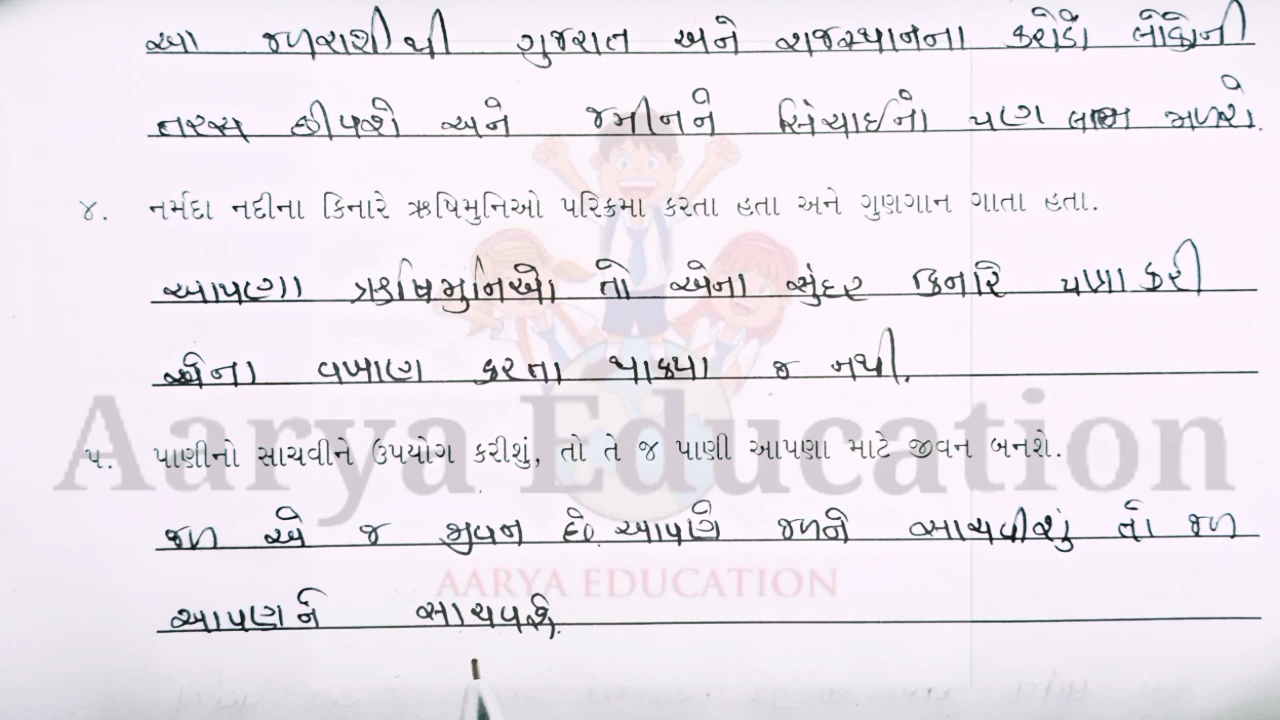 આ જળરાશીથી ગુજરાત અને રાજસ્થાનના કરોડો લોકોની
તરસ છીપશે અને જમીનને સિંચાઈનો પણ લાભ મળશે.
૪. નર્મદા નદીના કિનારે ઋષિમુનિઓ પરિક્રમા કરતા હતા અને ગુણગાન ગાતા હતા.
આપણા ઋષિમુનિઓ તો એના સુંદર કિનારે યાત્રા કરી
એના વખાણ કરતા થાક્યા જ નથી.
Aarya Education
૫. પાણીનો સાચવીને ઉપયોગ કરીશું, તો તે જ પાણી આપણા માટે જીવન બનશે.
જળ એ જ જીવન છે. આપણે જળને સાચવીશું તો જળ
AARYA EDUCATION
આપણને સાચવશે.